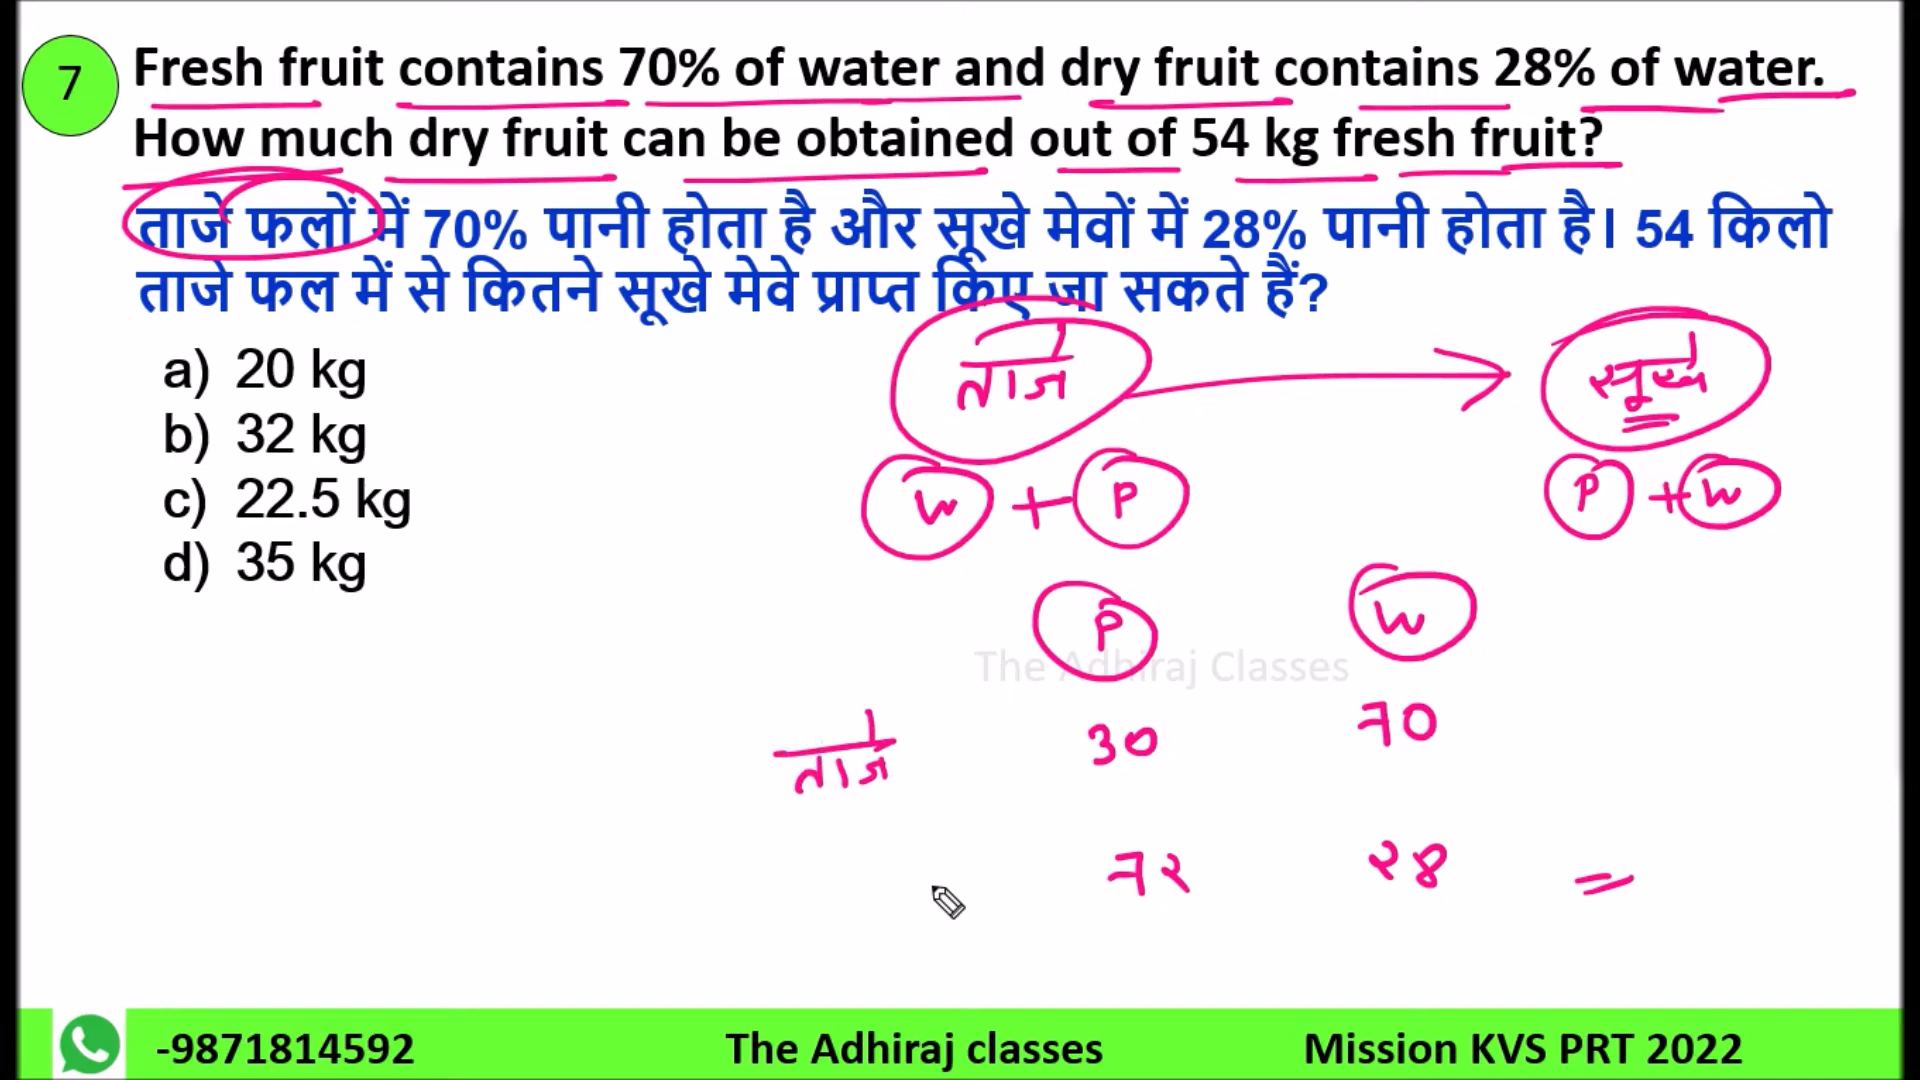 7
Fresh fruit contains 70% of water and dry fruit contains 28% of water.
How much dry fruit can be obtained out of 54 kg fresh fruit?
ताजे फलों में 70% पानी होता है और सूखे मेवों में 28% पानी होता है। 54 किलो
ताजे फल में से कितने सूखे मेवे प्राप्त किए जा सकते हैं?
a) 20 kg
b) 32 kg
c) 22.5 kg
d) 35 kg
ताजे
सूखे
W + P
P + W
P W
The Adhiraj Classes
ताजे 30 70
72 28 =
-9871814592 The Adhiraj classes Mission KVS PRT 2022